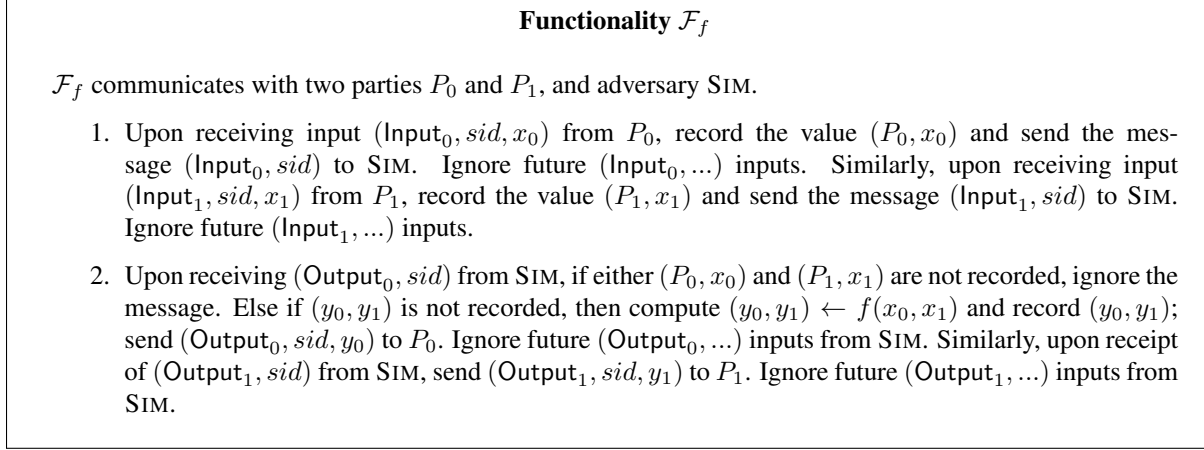 Functionality 𝓕_f
𝓕_f communicates with two parties P_0 and P_1, and adversary SIM.
1. Upon receiving input (Input_0, sid, x_0) from P_0, record the value (P_0, x_0) and send the mes-
sage (Input_0, sid) to SIM. Ignore future (Input_0, ...) inputs. Similarly, upon receiving input
(Input_1, sid, x_1) from P_1, record the value (P_1, x_1) and send the message (Input_1, sid) to SIM.
Ignore future (Input_1, ...) inputs.
2. Upon receiving (Output_0, sid) from SIM, if either (P_0, x_0) and (P_1, x_1) are not recorded, ignore the
message. Else if (y_0, y_1) is not recorded, then compute (y_0, y_1) ← f(x_0, x_1) and record (y_0, y_1);
send (Output_0, sid, y_0) to P_0. Ignore future (Output_0, ...) inputs from SIM. Similarly, upon receipt
of (Output_1, sid) from SIM, send (Output_1, sid, y_1) to P_1. Ignore future (Output_1, ...) inputs from
SIM.